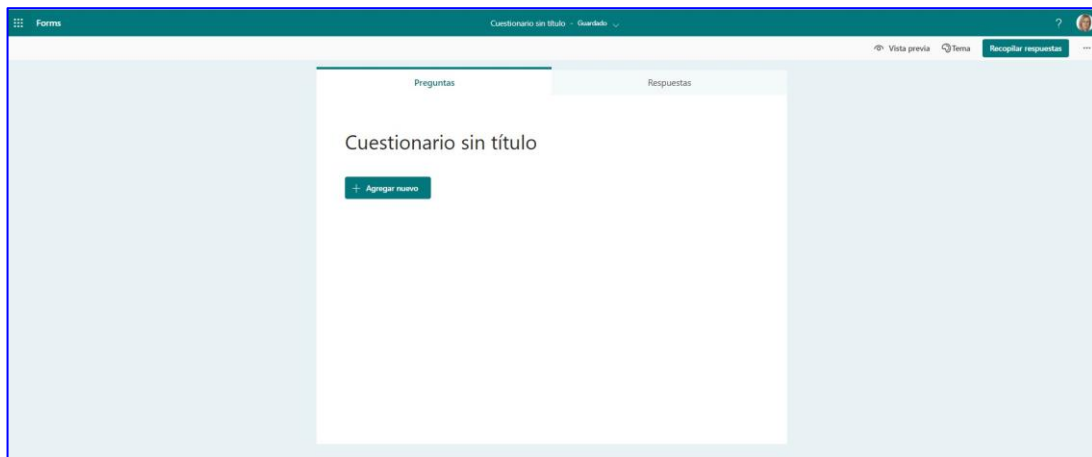 Forms
Cuestionario sin título - Guardado
?
Vista previa Tema Recopilar respuestas ...
Preguntas Respuestas
Cuestionario sin título
+ Agregar nuevo